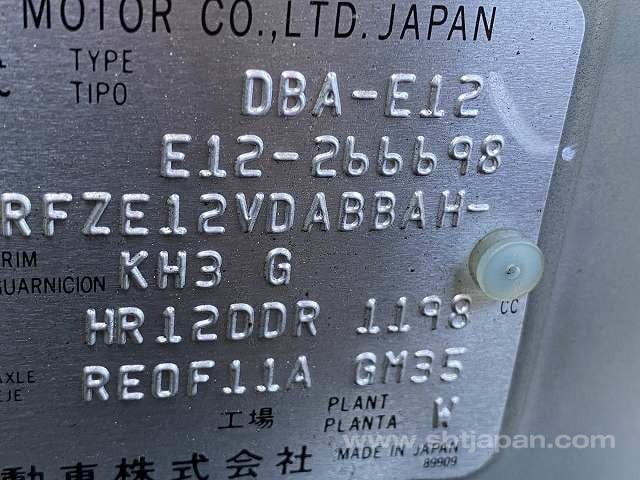 MOTOR CO.,LTD.JAPAN
TYPE
TIPO
DBA-E12
E12-266698
RFZE12VDABBAH-
RIM
GUARNICION
KH3 G
HR12DDR 1198
CC
AXLE
EJE
RE0F11A GM35
工場
PLANT
PLANTA
動車株式会社
MADE IN JAPAN
89909
www.sbtjapan.com